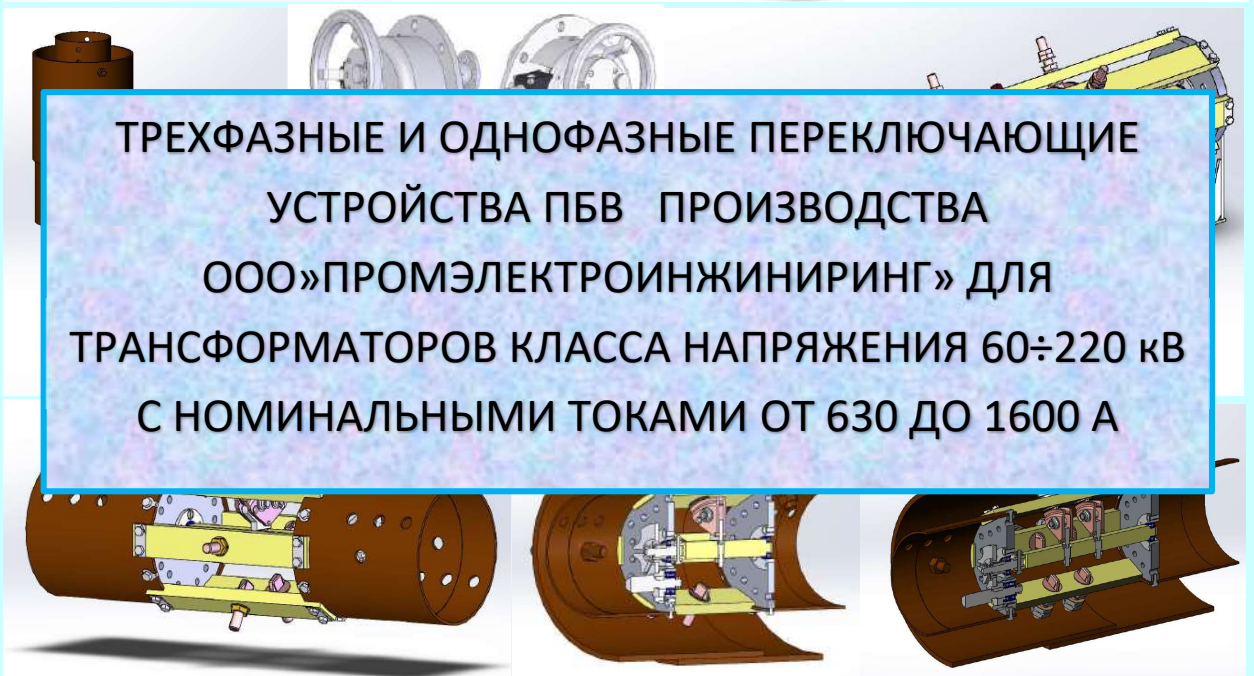 ТРЕХФАЗНЫЕ И ОДНОФАЗНЫЕ ПЕРЕКЛЮЧАЮЩИЕ
УСТРОЙСТВА ПБВ ПРОИЗВОДСТВА
ООО»ПРОМЭЛЕКТРОИНЖИНИРИНГ» ДЛЯ
ТРАНСФОРМАТОРОВ КЛАССА НАПРЯЖЕНИЯ 60÷220 кВ
С НОМИНАЛЬНЫМИ ТОКАМИ ОТ 630 ДО 1600 А